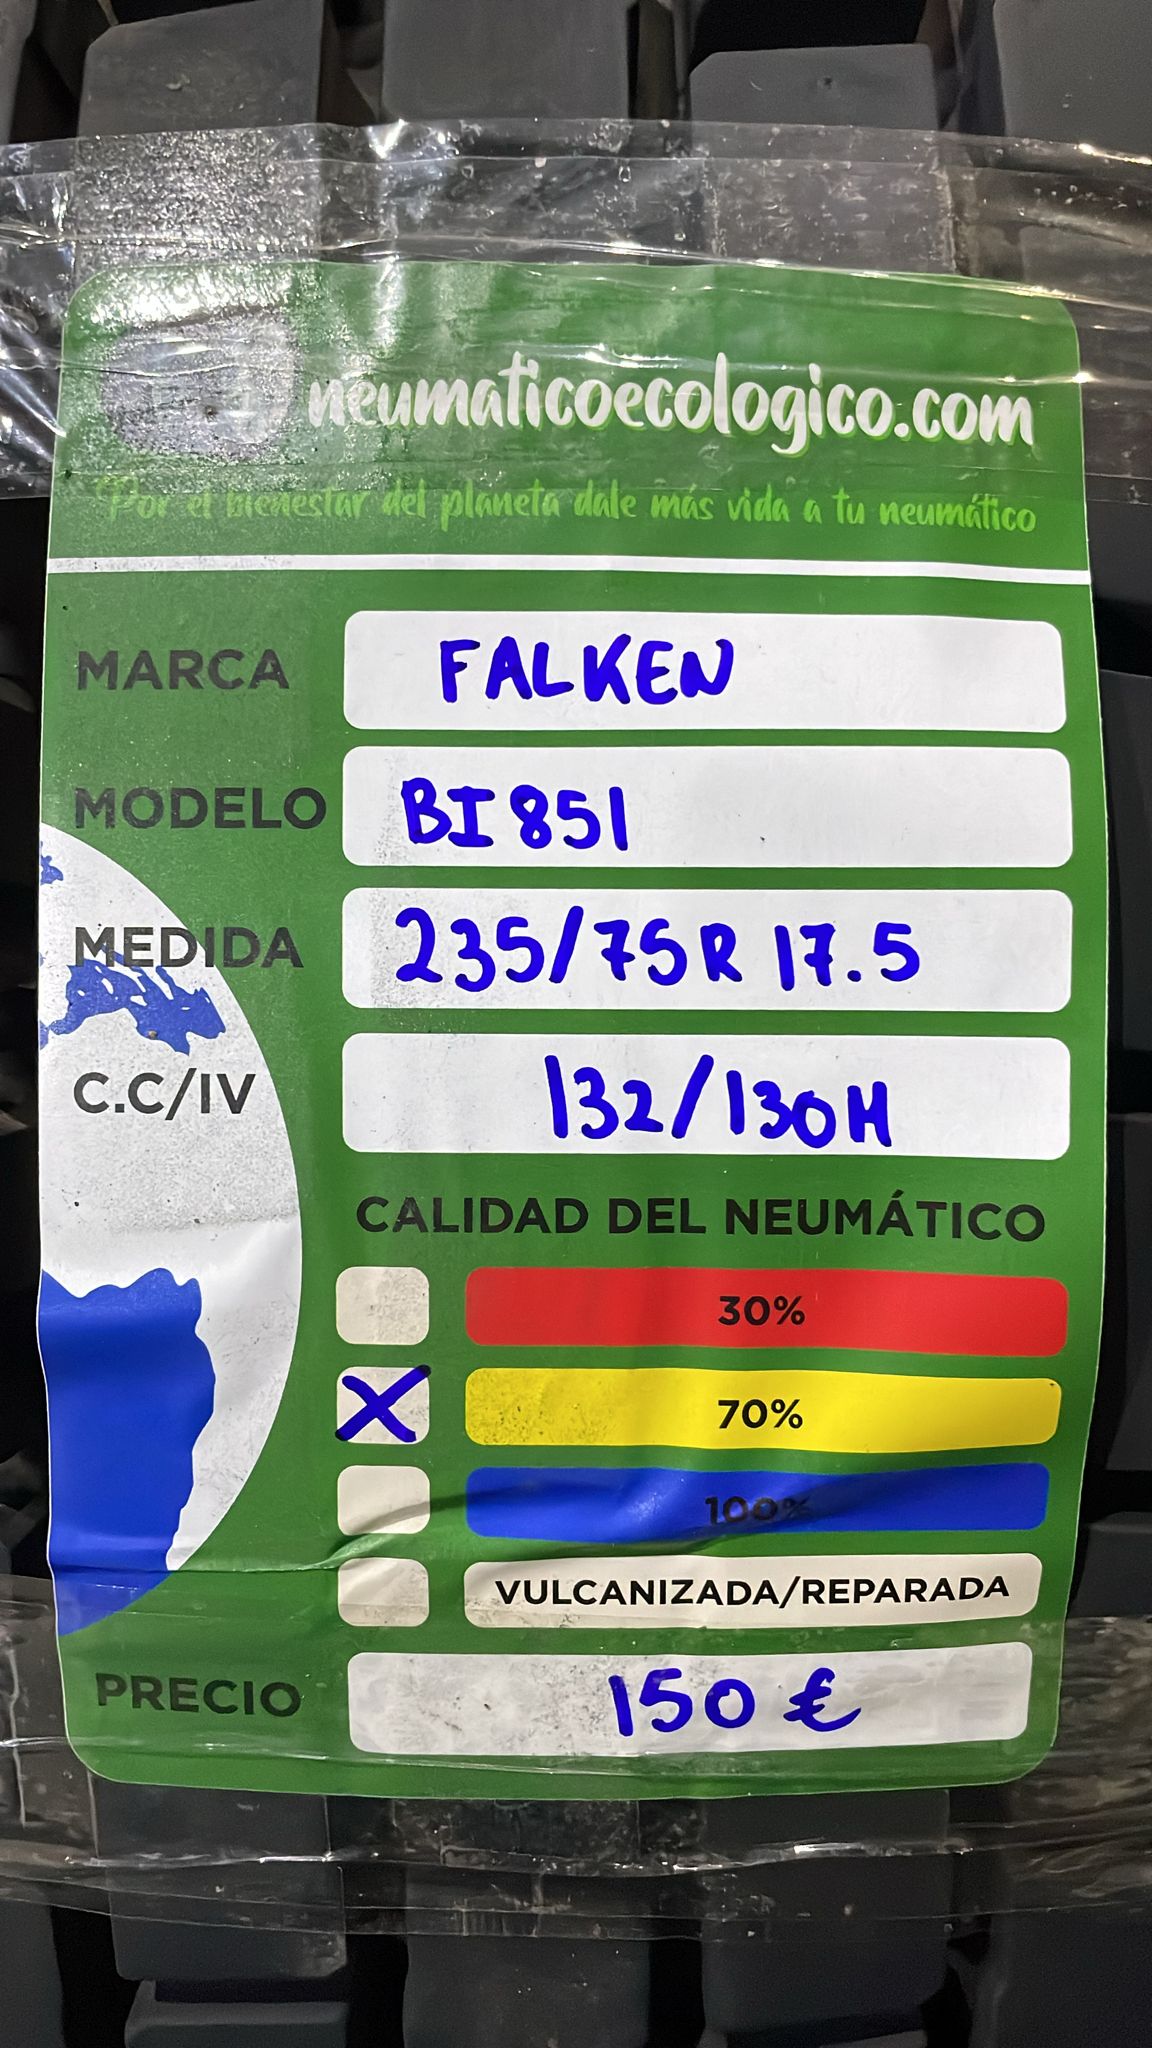 neumaticoecologico.com
Por el bienestar del planeta dale más vida a tu neumático
MARCA FALKEN
MODELO BI851
MEDIDA 235/75R 17.5
C.C/IV 132/130H
CALIDAD DEL NEUMÁTICO
30%
X 70%
100%
VULCANIZADA/REPARADA
PRECIO 150 €